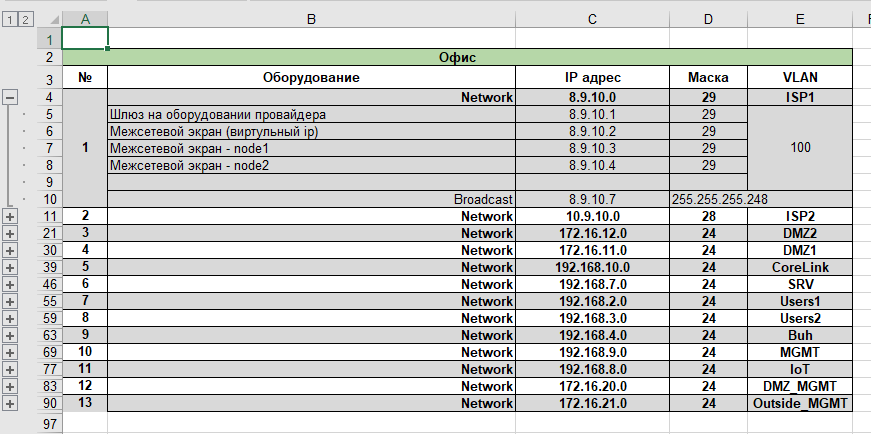 1 2
A B C D E F
1
2 Офис
3 № Оборудование IP адрес Маска VLAN
4 Network 8.9.10.0 29 ISP1
5 Шлюз на оборудовании провайдера 8.9.10.1 29
6 Межсетевой экран (виртульный ip) 8.9.10.2 29
7 1 Межсетевой экран - node1 8.9.10.3 29 100
8 Межсетевой экран - node2 8.9.10.4 29
9
10 Broadcast 8.9.10.7 255.255.255.248
11 2 Network 10.9.10.0 28 ISP2
21 3 Network 172.16.12.0 24 DMZ2
30 4 Network 172.16.11.0 24 DMZ1
39 5 Network 192.168.10.0 24 CoreLink
46 6 Network 192.168.7.0 24 SRV
55 7 Network 192.168.2.0 24 Users1
59 8 Network 192.168.3.0 24 Users2
63 9 Network 192.168.4.0 24 Buh
69 10 Network 192.168.9.0 24 MGMT
77 11 Network 192.168.8.0 24 IoT
83 12 Network 172.16.20.0 24 DMZ_MGMT
90 13 Network 172.16.21.0 24 Outside_MGMT
97